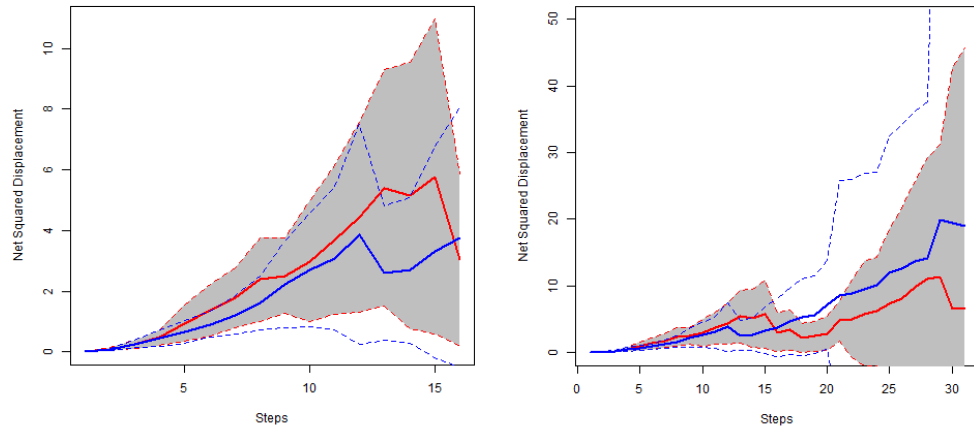 Net Squared Displacement
0 2 4 6 8 10
5 10 15
Steps
Net Squared Displacement
0 10 20 30 40 50
0 5 10 15 20 25 30
Steps